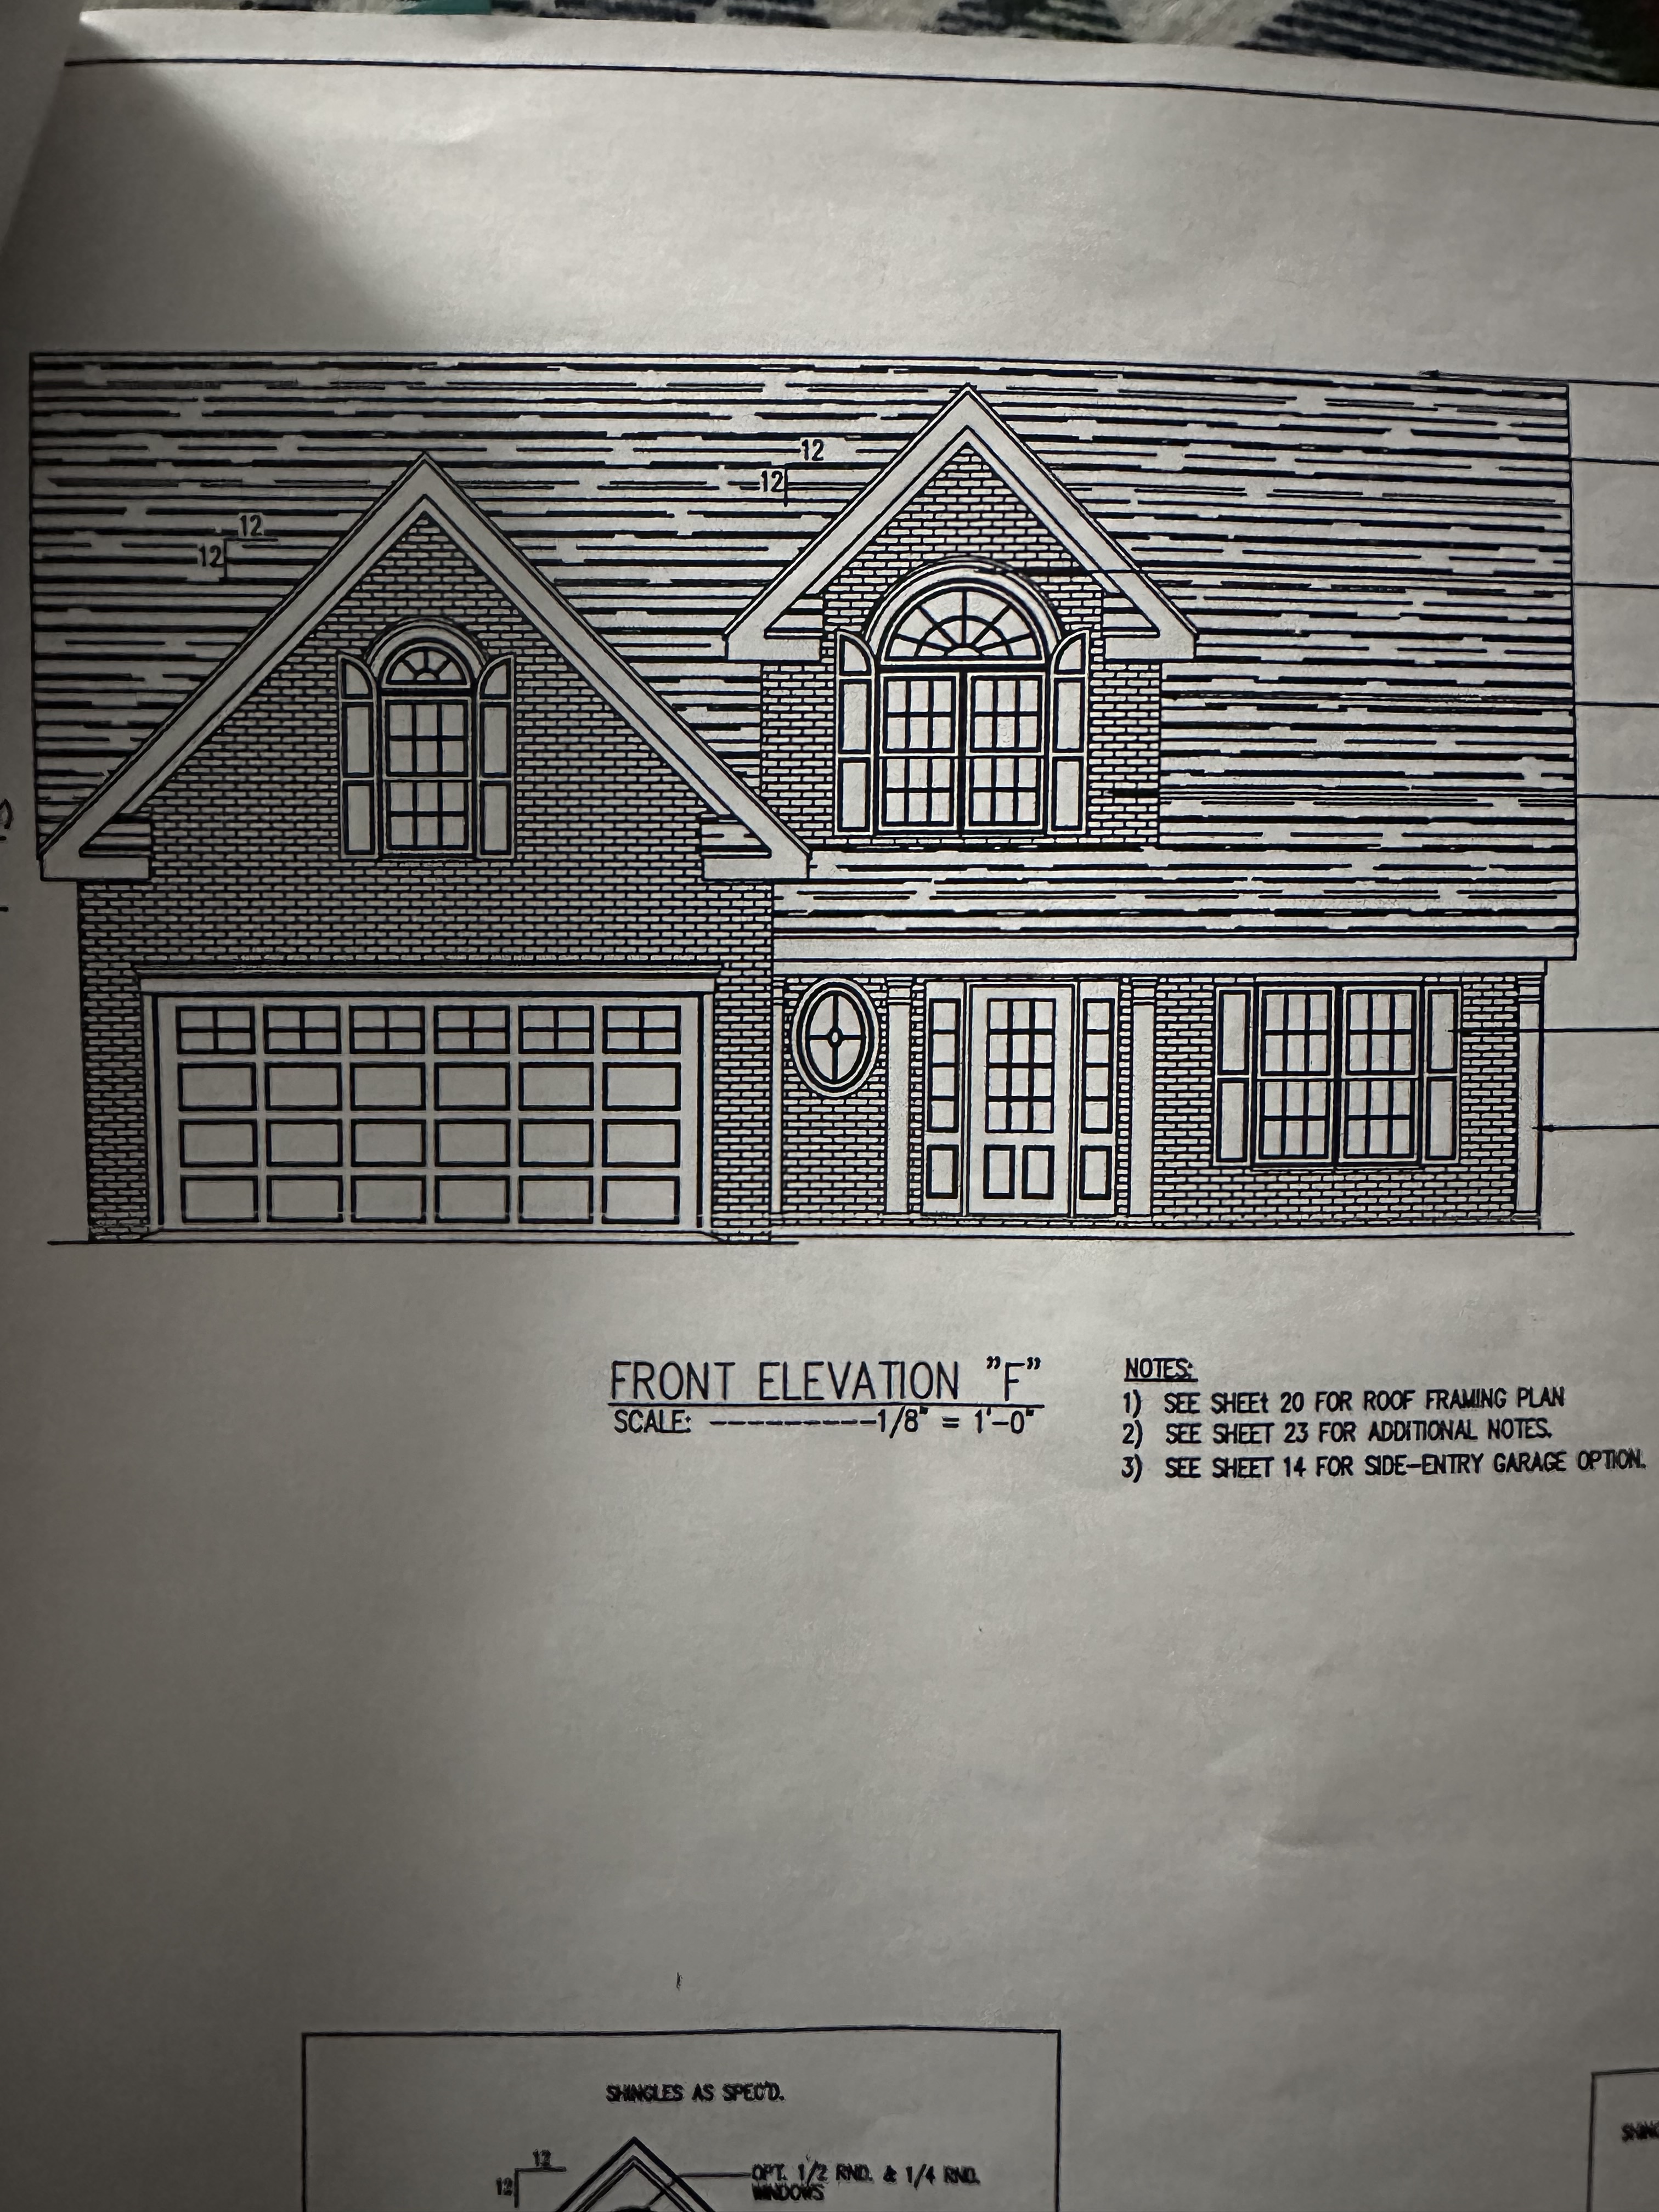 12
12
12
12
FRONT ELEVATION "F"
SCALE: ----------1/8" = 1'-0"
NOTES:
1) SEE SHEEt 20 FOR ROOF FRAMING PLAN
2) SEE SHEET 23 FOR ADDITIONAL NOTES.
3) SEE SHEET 14 FOR SIDE-ENTRY GARAGE OPTION.
SHINGLES AS SPEC'D.
12
12
OPT. 1/2 RND. & 1/4 RND.
WINDOWS